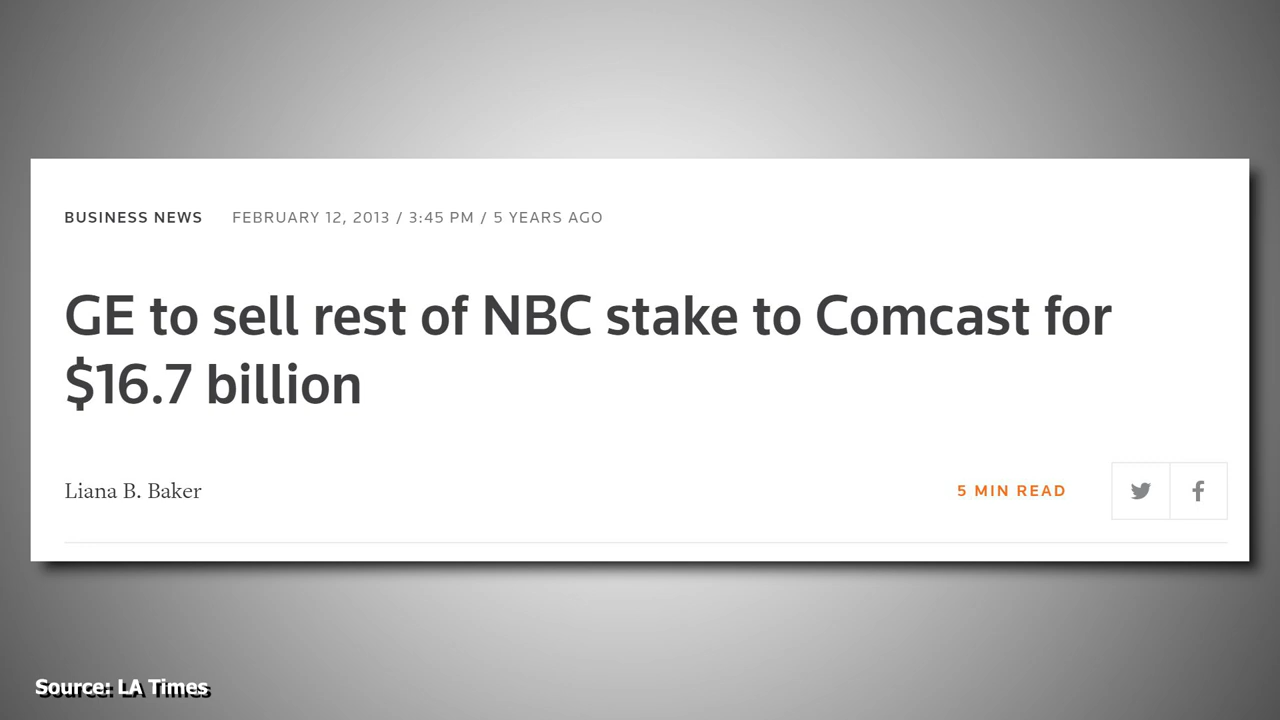 BUSINESS NEWS FEBRUARY 12, 2013 / 3:45 PM / 5 YEARS AGO
GE to sell rest of NBC stake to Comcast for
$16.7 billion
Liana B. Baker 5 MIN READ
Source: LA Times